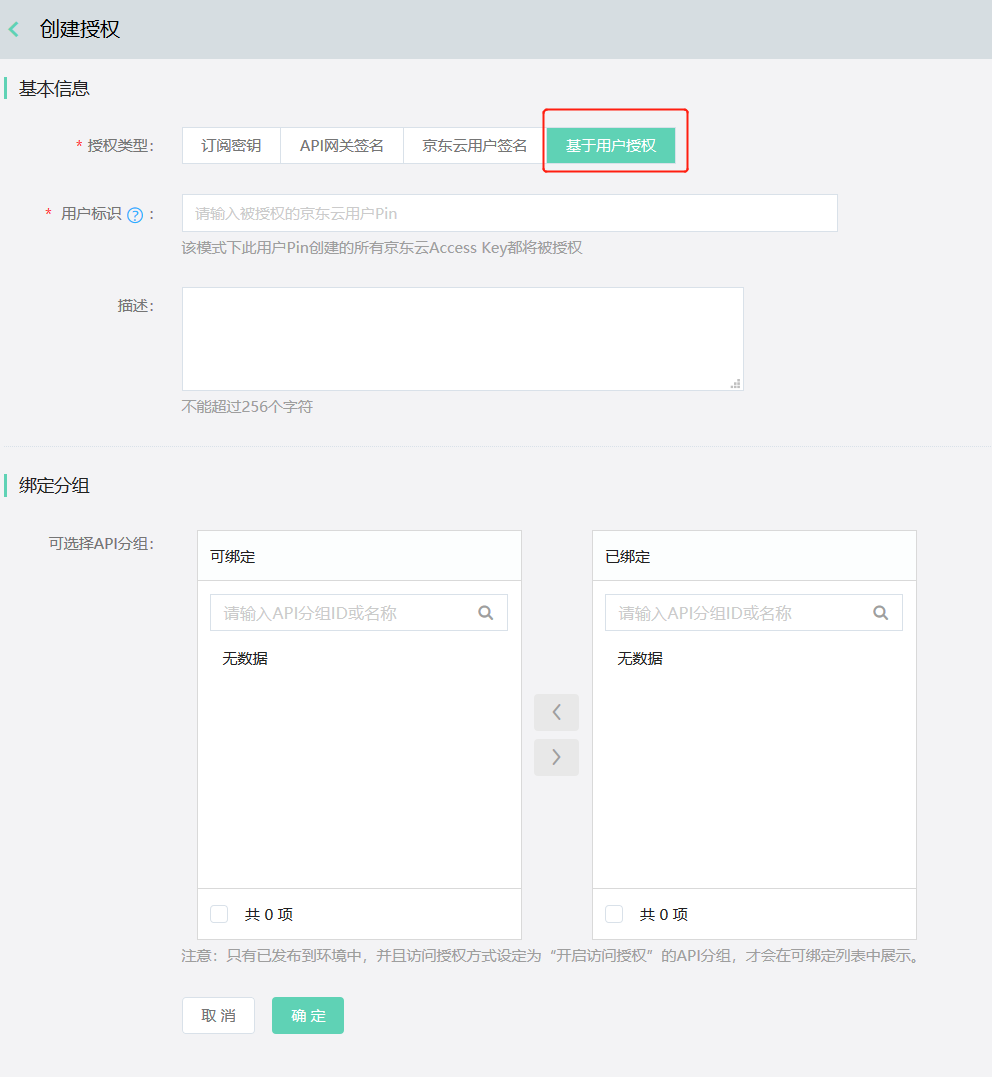 创建授权
基本信息
* 授权类型:
订阅密钥 API网关签名 京东云用户签名 基于用户授权
* 用户标识 ? :
请输入被授权的京东云用户Pin
该模式下此用户Pin创建的所有京东云Access Key都将被授权
描述:
不能超过256个字符
绑定分组
可选择API分组:
可绑定
请输入API分组ID或名称
无数据
共 0 项
已绑定
请输入API分组ID或名称
无数据
共 0 项
注意：只有已发布到环境中，并且访问授权方式设定为“开启访问授权”的API分组，才会在可绑定列表中展示。
取 消 确 定